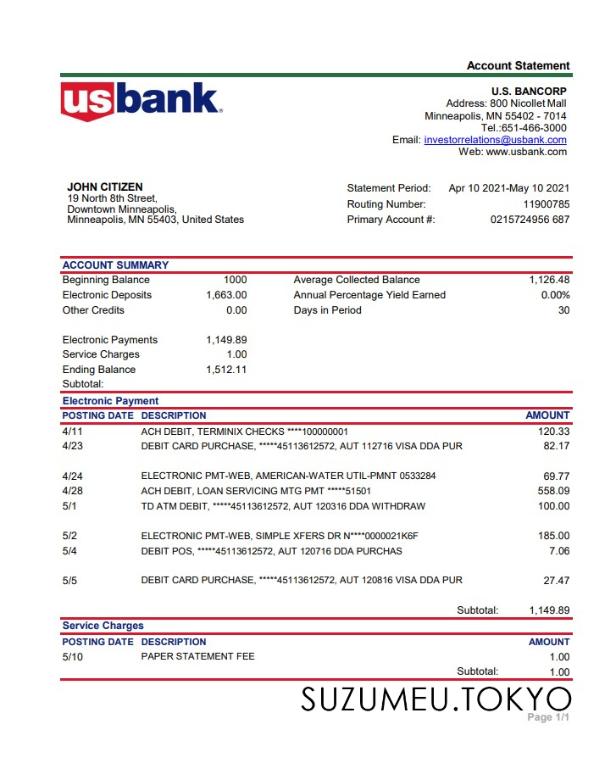 Account Statement
usbank.
U.S. BANCORP
Address: 800 Nicollet Mall
Minneapolis, MN 55402 - 7014
Tel.:651-466-3000
Email: investorrelations@usbank.com
Web: www.usbank.com
JOHN CITIZEN
19 North 8th Street,
Downtown Minneapolis,
Minneapolis, MN 55403, United States
Statement Period: Apr 10 2021-May 10 2021
Routing Number: 11900785
Primary Account #: 0215724956 687
ACCOUNT SUMMARY
Beginning Balance 1000 Average Collected Balance 1,126.48
Electronic Deposits 1,663.00 Annual Percentage Yield Earned 0.00%
Other Credits 0.00 Days in Period 30
Electronic Payments 1,149.89
Service Charges 1.00
Ending Balance 1,512.11
Subtotal:
Electronic Payment
POSTING DATE DESCRIPTION AMOUNT
4/11 ACH DEBIT, TERMINIX CHECKS ****100000001 120.33
4/23 DEBIT CARD PURCHASE, *****45113612572, AUT 112716 VISA DDA PUR 82.17
4/24 ELECTRONIC PMT-WEB, AMERICAN-WATER UTIL-PMNT 0533284 69.77
4/28 ACH DEBIT, LOAN SERVICING MTG PMT *****51501 558.09
5/1 TD ATM DEBIT, *****45113612572, AUT 120316 DDA WITHDRAW 100.00
5/2 ELECTRONIC PMT-WEB, SIMPLE XFERS DR N****0000021K6F 185.00
5/4 DEBIT POS, *****45113612572, AUT 120716 DDA PURCHAS 7.06
5/5 DEBIT CARD PURCHASE, *****45113612572, AUT 120816 VISA DDA PUR 27.47
Subtotal: 1,149.89
Service Charges
POSTING DATE DESCRIPTION AMOUNT
5/10 PAPER STATEMENT FEE 1.00
Subtotal: 1.00
SUZUMEU.TOKYO
Page 1/1